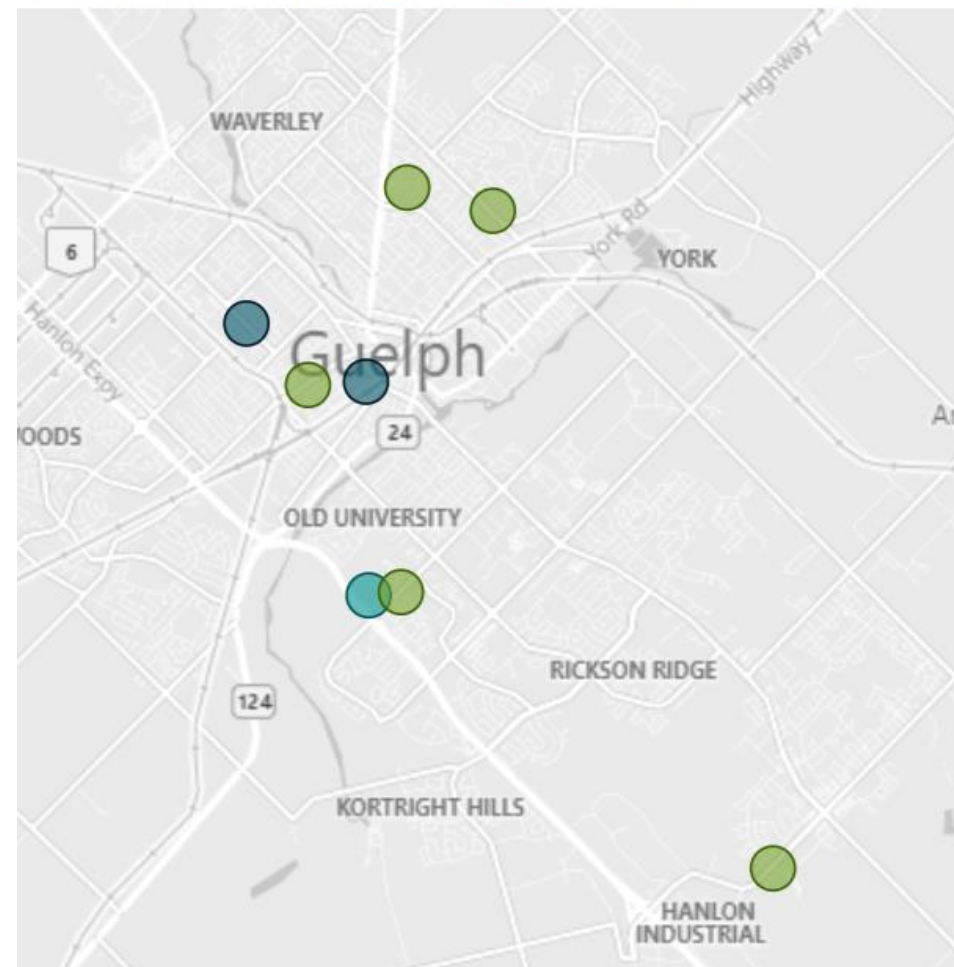 Highway 7
WAVERLEY
York Rd
6
YORK
Hanlon Expy
Guelph
24
OODS
OLD UNIVERSITY
RICKSON RIDGE
124
KORTRIGHT HILLS
HANLON
INDUSTRIAL